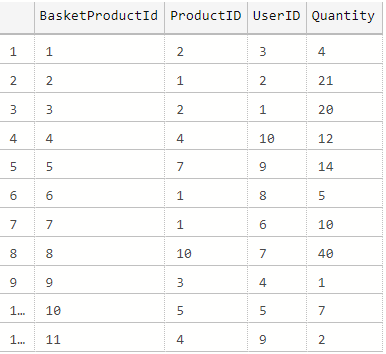 BasketProductId ProductID UserID Quantity
1 1 2 3 4
2 2 1 2 21
3 3 2 1 20
4 4 4 10 12
5 5 7 9 14
6 6 1 8 5
7 7 1 6 10
8 8 10 7 40
9 9 3 4 1
1… 10 5 5 7
1… 11 4 9 2